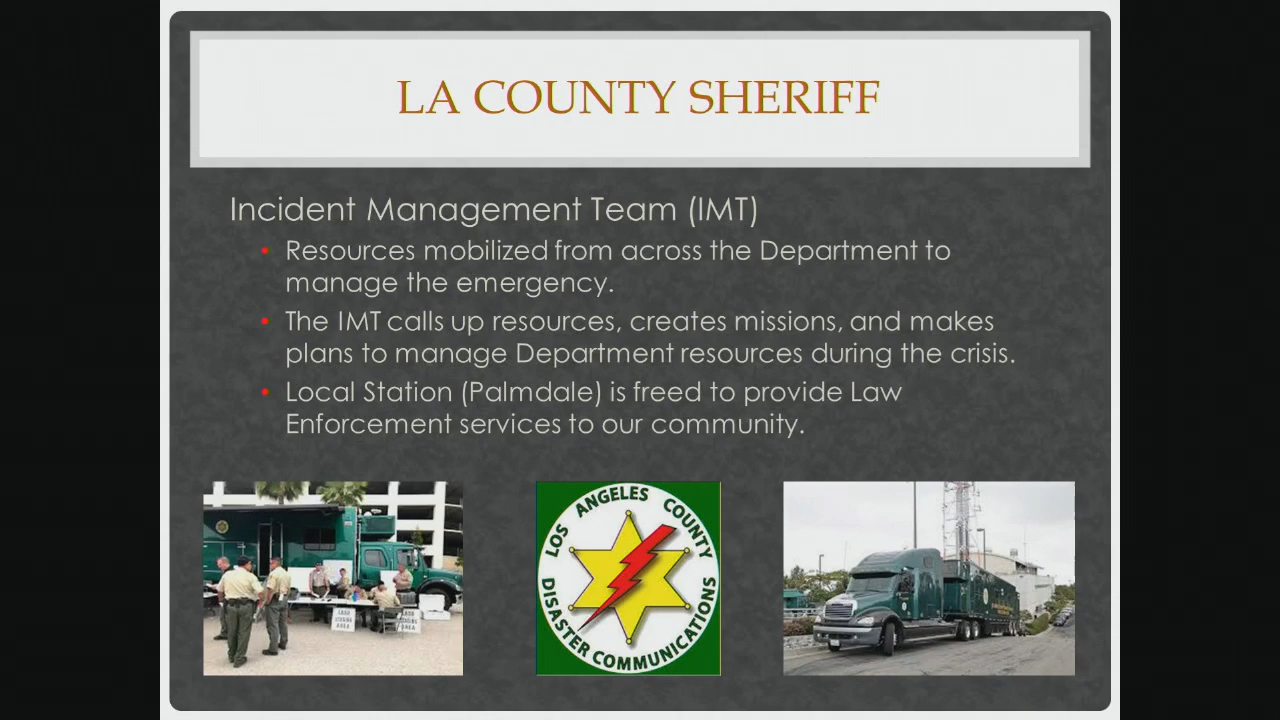 LA COUNTY SHERIFF
Incident Management Team (IMT)
• Resources mobilized from across the Department to
manage the emergency.
• The IMT calls up resources, creates missions, and makes
plans to manage Department resources during the crisis.
• Local Station (Palmdale) is freed to provide Law
Enforcement services to our community.
LOS ANGELES COUNTY
DISASTER COMMUNICATIONS